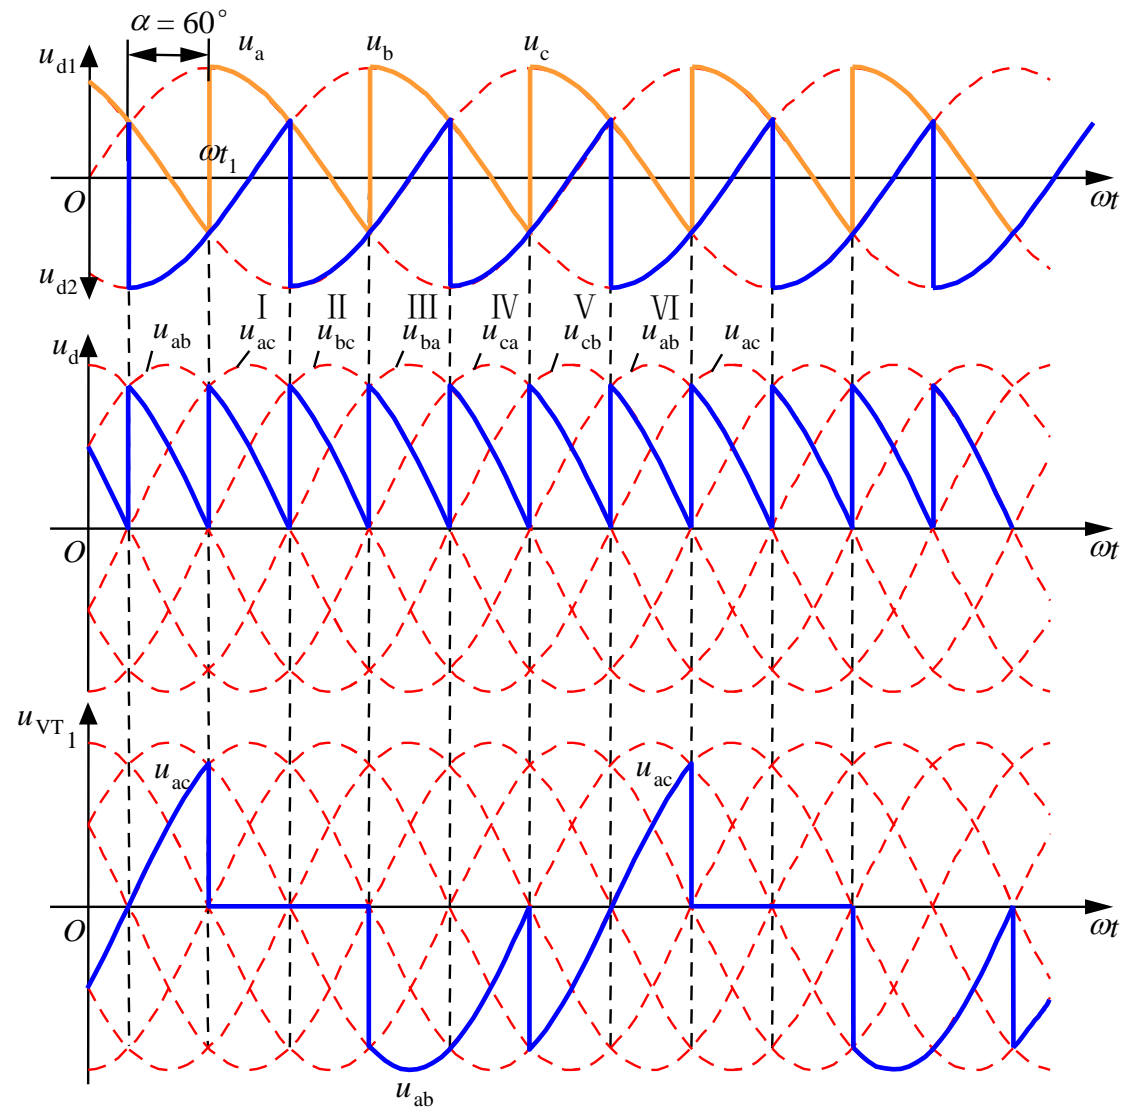 α = 60°
u_d1 u_a u_b u_c
ωt_1
O ωt
u_d2
I II III IV V VI
u_d u_ab u_ac u_bc u_ba u_ca u_cb u_ab u_ac
O ωt
u_VT1
u_ac u_ac
O ωt
u_ab